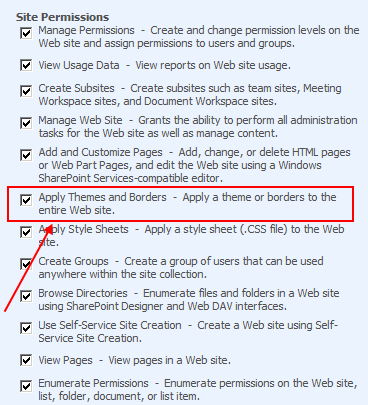 Site Permissions
Manage Permissions - Create and change permission levels on the
Web site and assign permissions to users and groups.
View Usage Data - View reports on Web site usage.
Create Subsites - Create subsites such as team sites, Meeting
Workspace sites, and Document Workspace sites.
Manage Web Site - Grants the ability to perform all administration
tasks for the Web site as well as manage content.
Add and Customize Pages - Add, change, or delete HTML pages
or Web Part Pages, and edit the Web site using a Windows
SharePoint Services-compatible editor.
Apply Themes and Borders - Apply a theme or borders to the
entire Web site.
Apply Style Sheets - Apply a style sheet (.CSS file) to the Web
site.
Create Groups - Create a group of users that can be used
anywhere within the site collection.
Browse Directories - Enumerate files and folders in a Web site
using SharePoint Designer and Web DAV interfaces.
Use Self-Service Site Creation - Create a Web site using Self-
Service Site Creation.
View Pages - View pages in a Web site.
Enumerate Permissions - Enumerate permissions on the Web site,
list, folder, document, or list item.